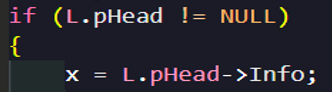 if (L.pHead != NULL)
{
x = L.pHead->Info;